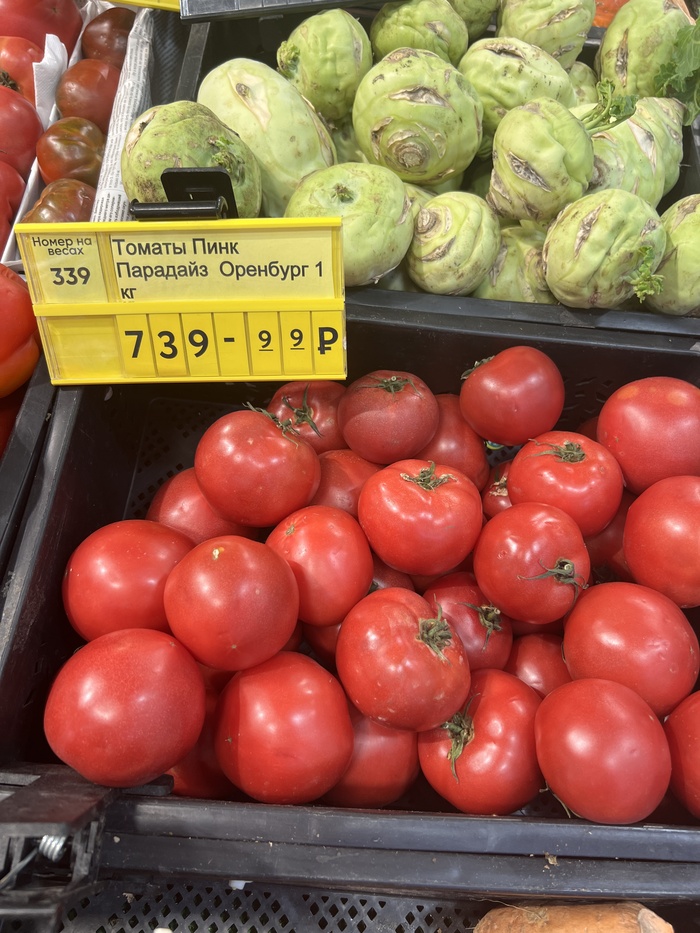 Номер на
весах
339
Томаты Пинк
Парадайз Оренбург 1
кг
739-99₽